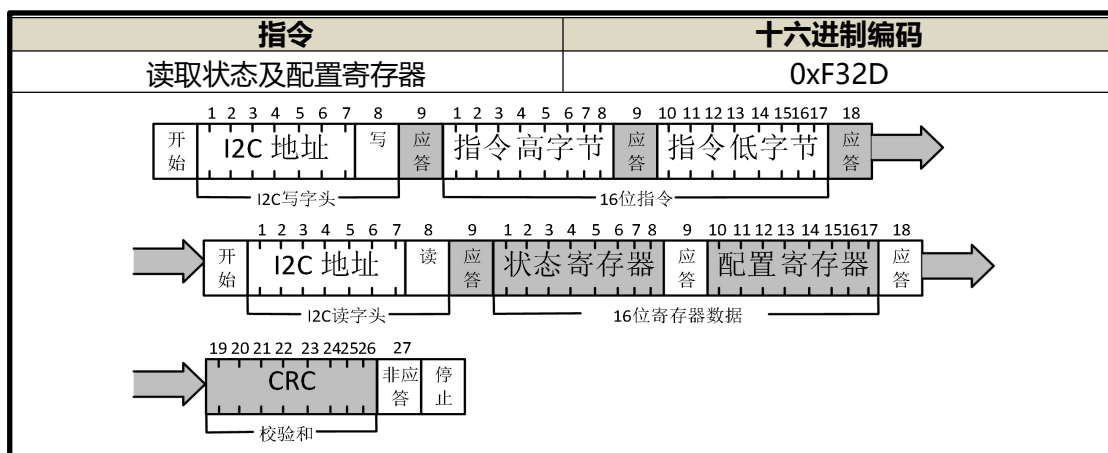 指令 十六进制编码
读取状态及配置寄存器 0xF32D
1 2 3 4 5 6 7 8 9 1 2 3 4 5 6 7 8 9 10 11 12 13 14 15 16 17 18
开始 I2C 地址 写 应答 指令高字节 应答 指令低字节 应答
I2C写字头 16位指令
1 2 3 4 5 6 7 8 9 1 2 3 4 5 6 7 8 9 10 11 12 13 14 15 16 17 18
开始 I2C 地址 读 应答 状态寄存器 应答 配置寄存器 应答
I2C读字头 16位寄存器数据
19 20 21 22 23 24 25 26 27
CRC 非应答 停止
校验和